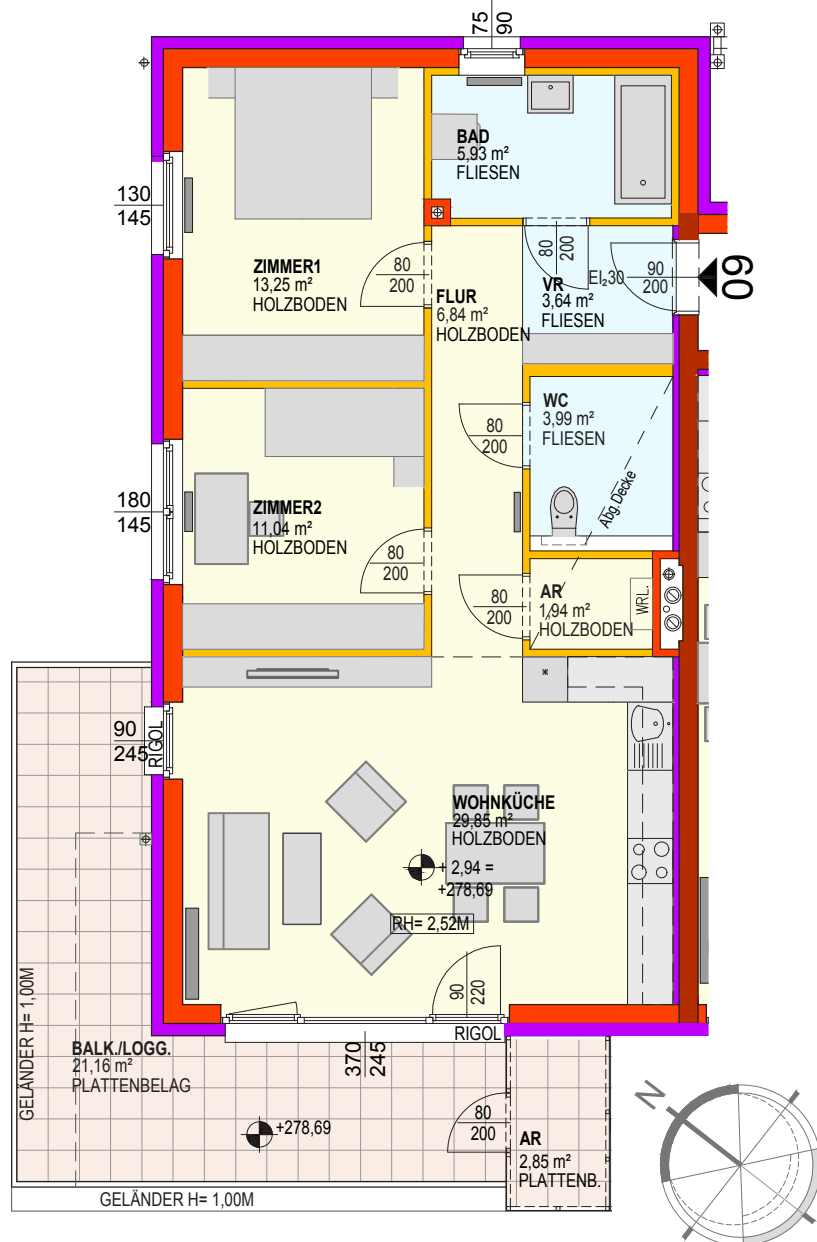 75
90
BAD
5,93 m²
FLIESEN
130
145
ZIMMER1
13,25 m²
HOLZBODEN
80
200
FLUR
6,84 m²
HOLZBODEN
80
200
VR
3,64 m²
FLIESEN
EI₂30
90
200
09
WC
3,99 m²
FLIESEN
80
200
Abg.Decke
180
145
ZIMMER2
11,04 m²
HOLZBODEN
80
200
80
200
AR
1,94 m²
HOLZBODEN
WRL.
90
245
RIGOL
WOHNKÜCHE
29,85 m²
HOLZBODEN
+ 2,94 =
+278,69
RH= 2,52M
90
220
RIGOL
370
245
GELÄNDER H= 1,00M
BALK./LOGG.
21,16 m²
PLATTENBELAG
+278,69
80
200
AR
2,85 m²
PLATTENB.
GELÄNDER H= 1,00M
N